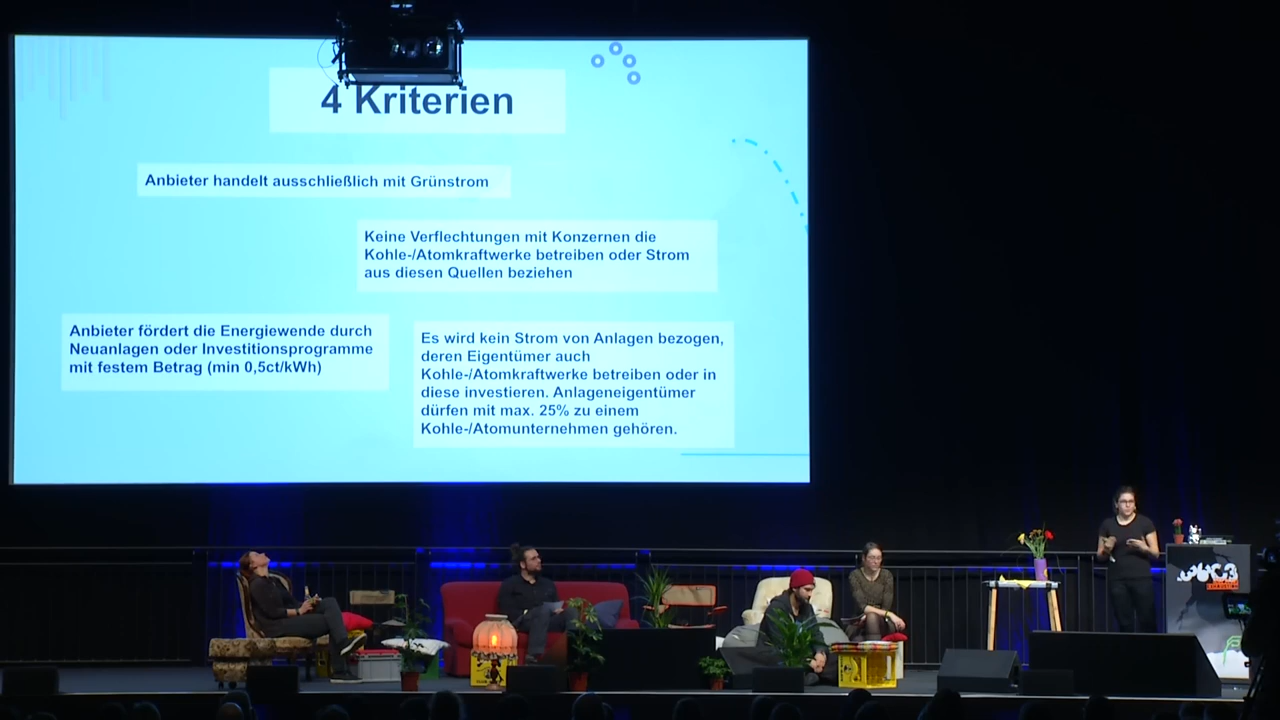 4 Kriterien
Anbieter handelt ausschließlich mit Grünstrom
Keine Verflechtungen mit Konzernen die
Kohle-/Atomkraftwerke betreiben oder Strom
aus diesen Quellen beziehen
Anbieter fördert die Energiewende durch
Neuanlagen oder Investitionsprogramme
mit festem Betrag (min 0,5ct/kWh)
Es wird kein Strom von Anlagen bezogen,
deren Eigentümer auch
Kohle-/Atomkraftwerke betreiben oder in
diese investieren. Anlageneigentümer
dürfen mit max. 25% zu einem
Kohle-/Atomunternehmen gehören.